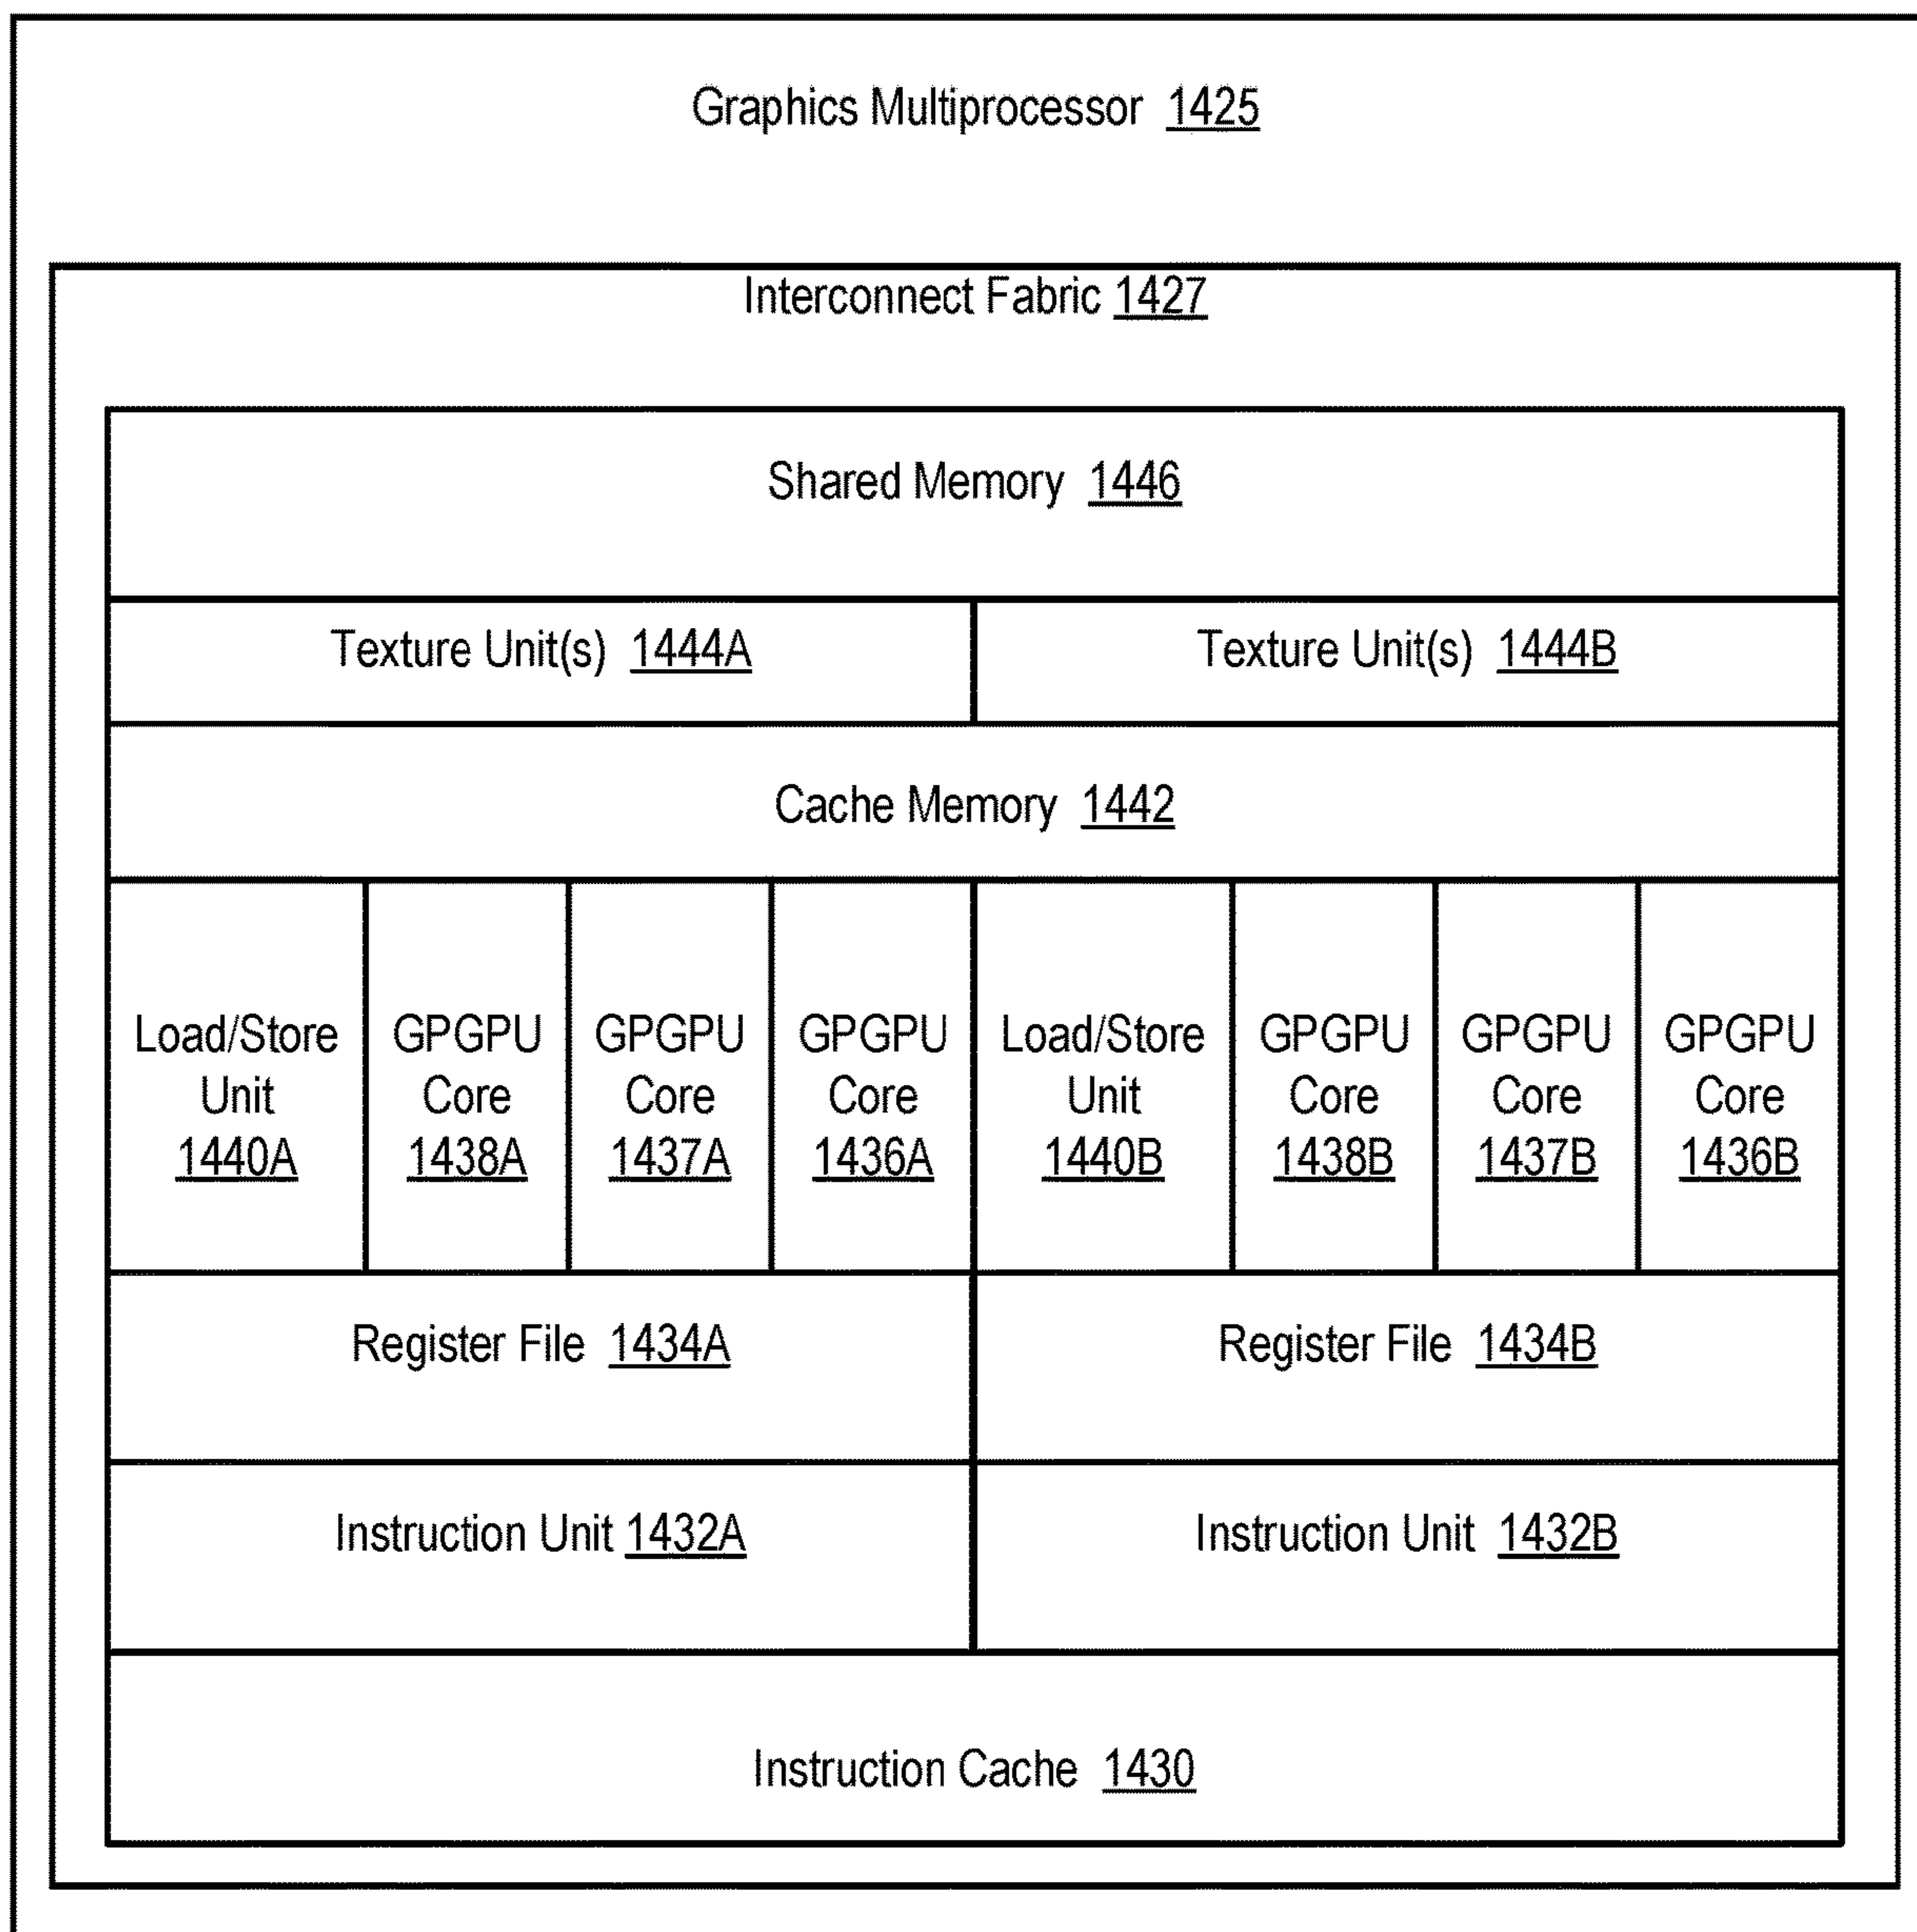 Graphics Multiprocessor 1425
Interconnect Fabric 1427
Shared Memory 1446
Texture Unit(s) 1444A
Texture Unit(s) 1444B
Cache Memory 1442
Load/Store
Unit
1440A
GPGPU
Core
1438A
GPGPU
Core
1437A
GPGPU
Core
1436A
Load/Store
Unit
1440B
GPGPU
Core
1438B
GPGPU
Core
1437B
GPGPU
Core
1436B
Register File 1434A
Register File 1434B
Instruction Unit 1432A
Instruction Unit 1432B
Instruction Cache 1430